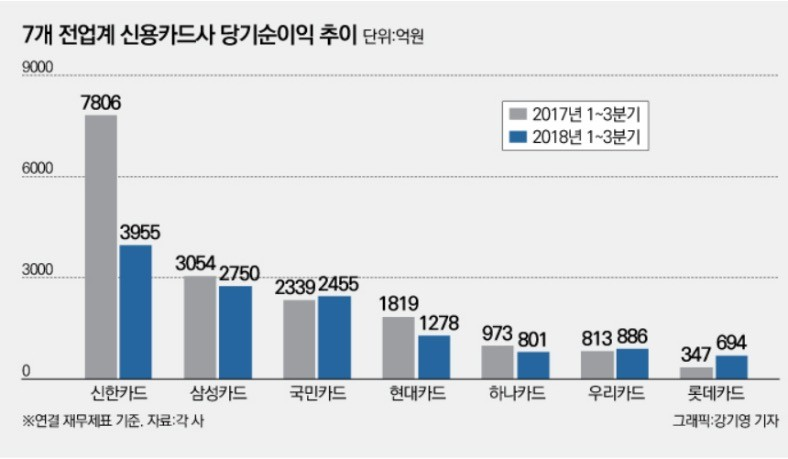 7개 전업계 신용카드사 당기순이익 추이 단위:억원
9000
7806
2017년 1~3분기
2018년 1~3분기
6000
3955
3000
3054 2750
2339 2455
1819
1278
973 801
813 886
347 694
0
신한카드 삼성카드 국민카드 현대카드 하나카드 우리카드 롯데카드
※연결 재무제표 기준, 자료:각 사 그래픽:강기영 기자